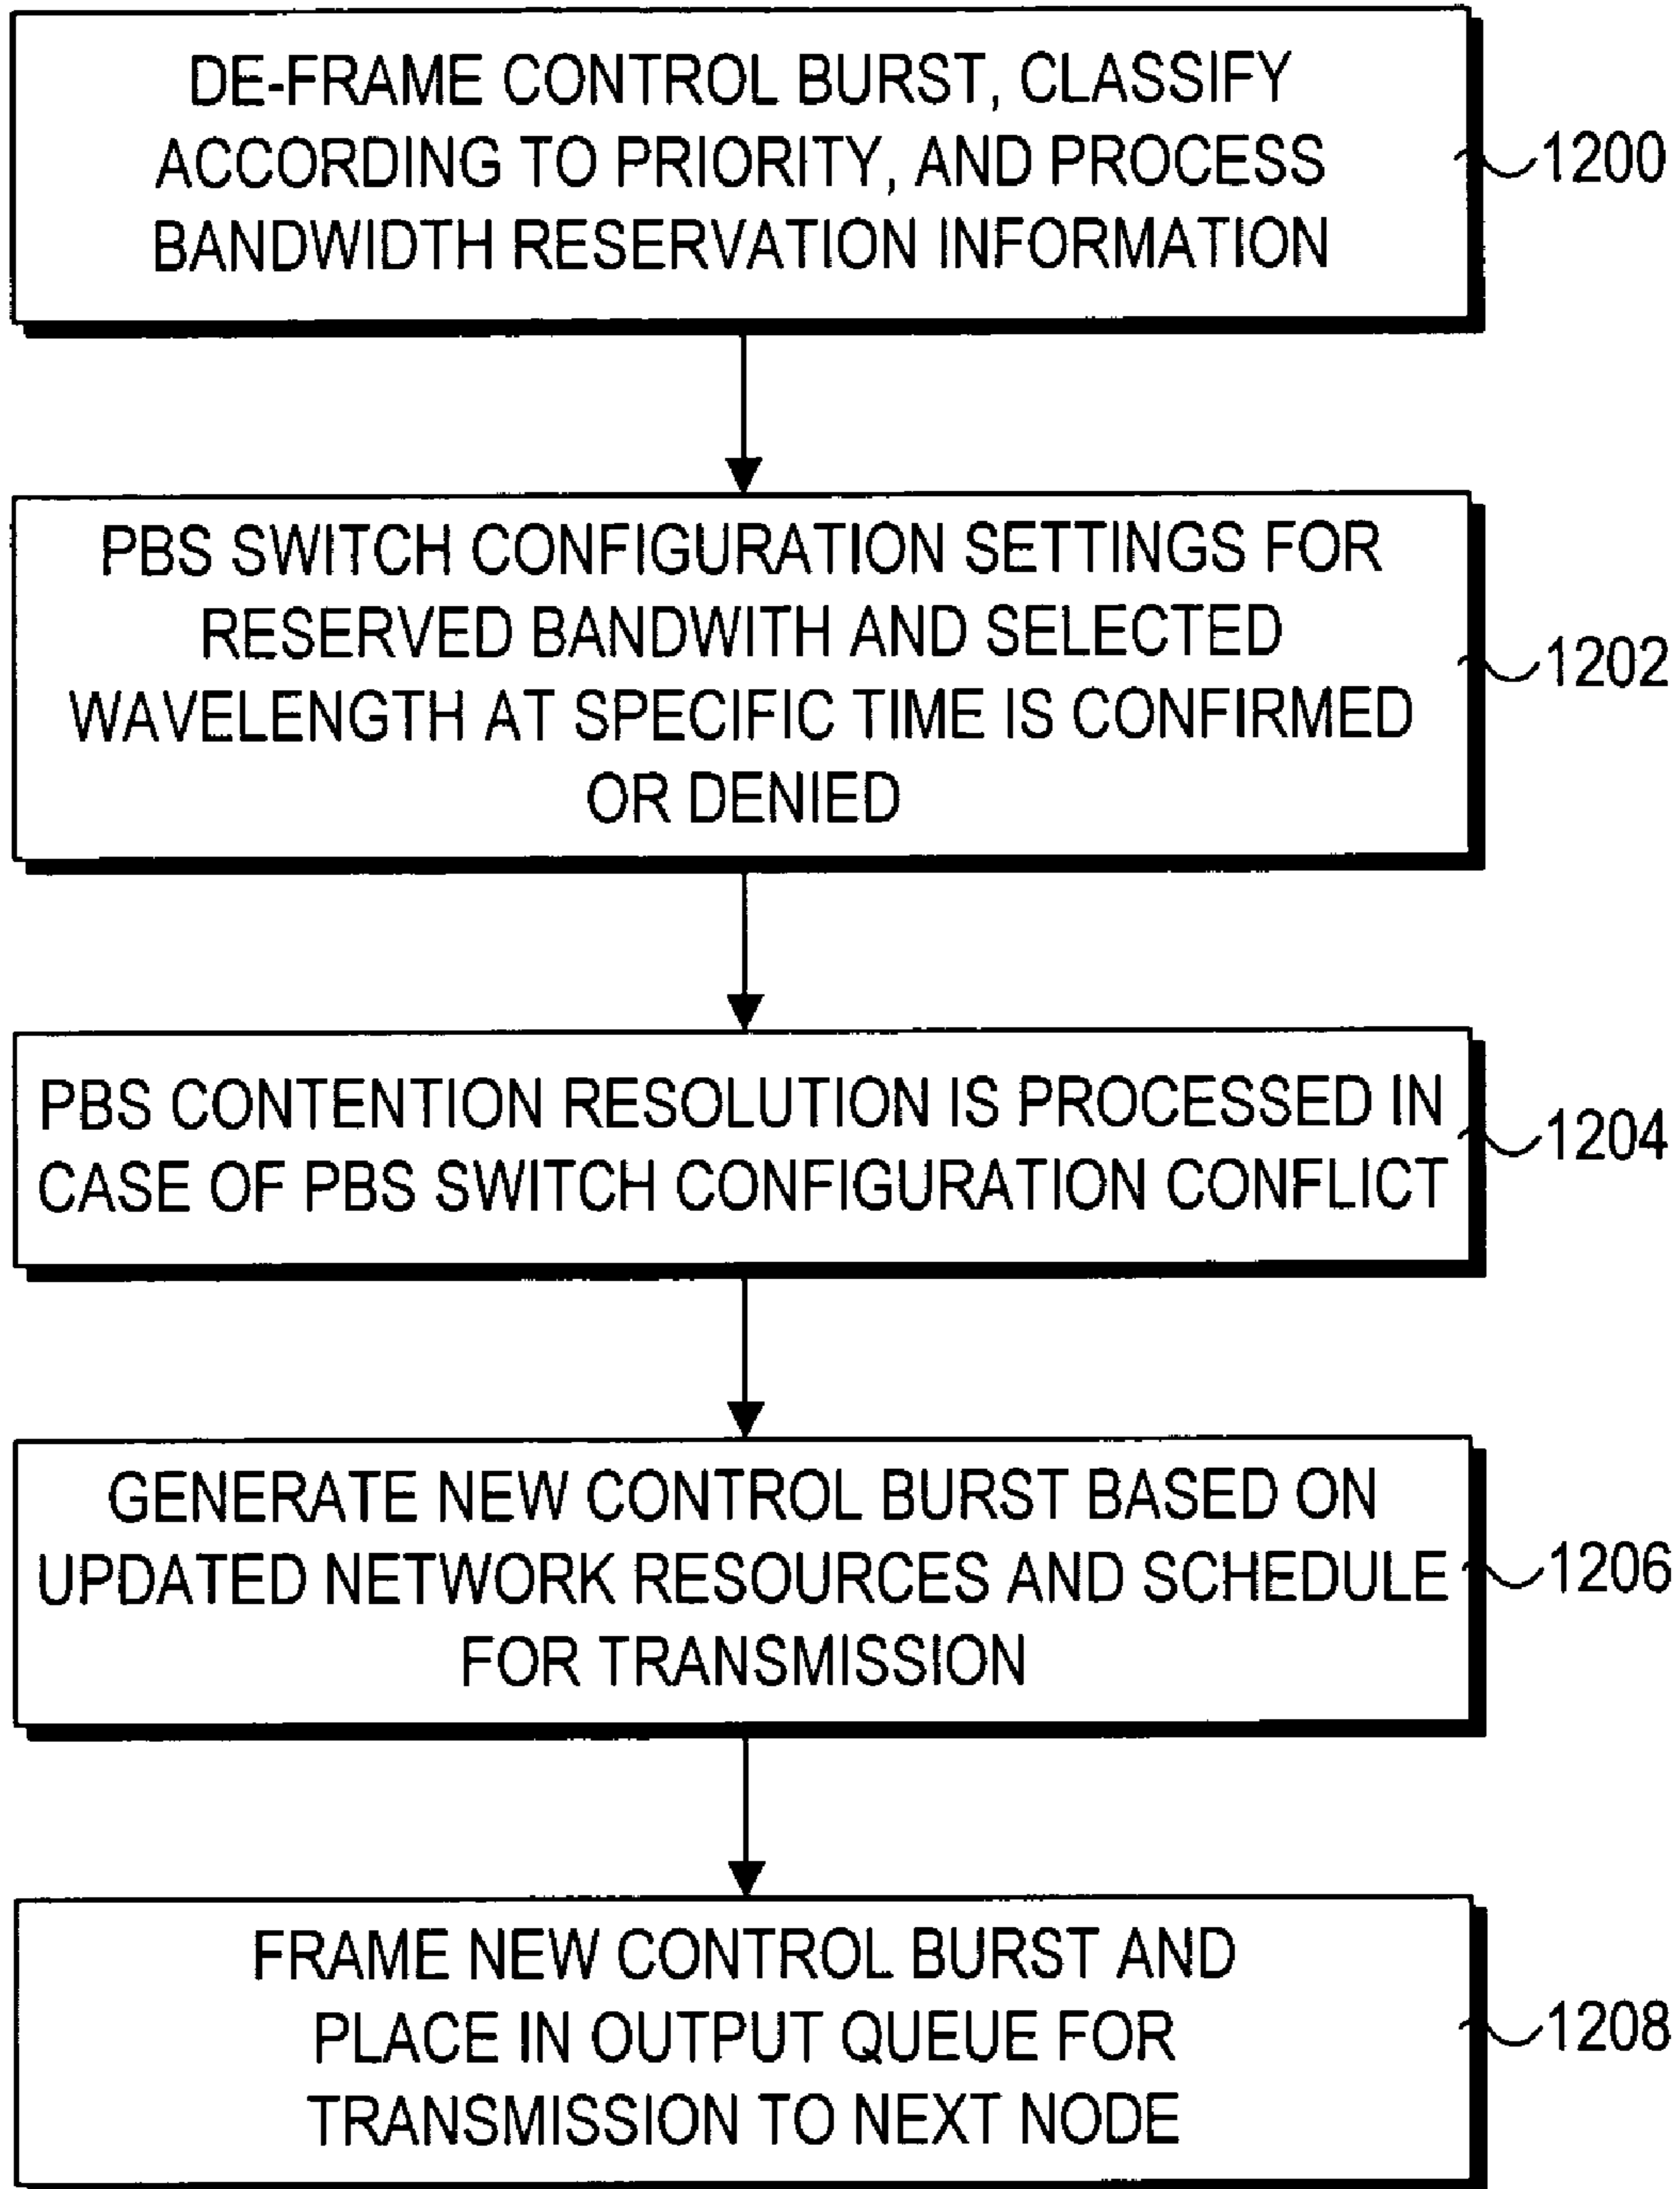 DE-FRAME CONTROL BURST, CLASSIFY
ACCORDING TO PRIORITY, AND PROCESS
BANDWIDTH RESERVATION INFORMATION
1200
PBS SWITCH CONFIGURATION SETTINGS FOR
RESERVED BANDWITH AND SELECTED
WAVELENGTH AT SPECIFIC TIME IS CONFIRMED
OR DENIED
1202
PBS CONTENTION RESOLUTION IS PROCESSED IN
CASE OF PBS SWITCH CONFIGURATION CONFLICT
1204
GENERATE NEW CONTROL BURST BASED ON
UPDATED NETWORK RESOURCES AND SCHEDULE
FOR TRANSMISSION
1206
FRAME NEW CONTROL BURST AND
PLACE IN OUTPUT QUEUE FOR
TRANSMISSION TO NEXT NODE
1208